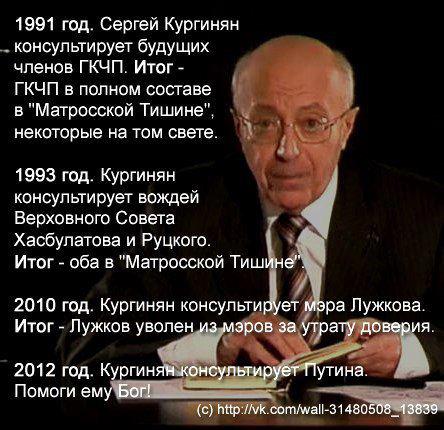 1991 год. Сергей Кургинян
консультирует будущих
членов ГКЧП. Итог -
ГКЧП в полном составе
в "Матросской Тишине",
некоторые на том свете.
1993 год. Кургинян
консультирует вождей
Верховного Совета
Хасбулатова и Руцкого.
Итог - оба в "Матросской Тишине".
2010 год. Кургинян консультирует мэра Лужкова.
Итог - Лужков уволен из мэров за утрату доверия.
2012 год. Кургинян консультирует Путина.
Помоги ему Бог!
(c) http://vk.com/wall-31480508_13839